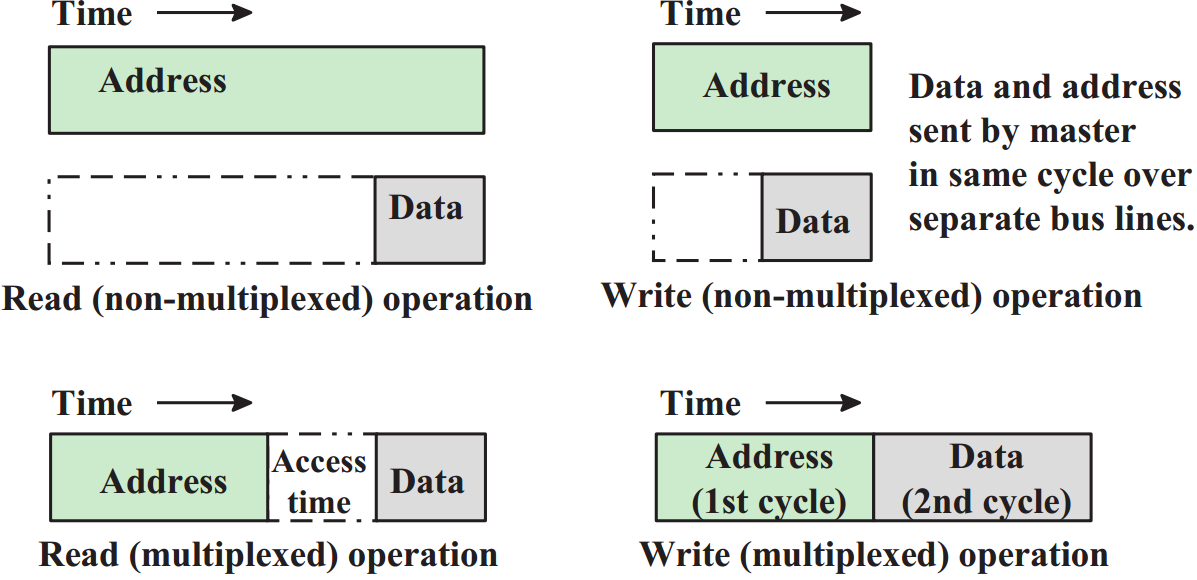 Time
Address
Data
Read (non-multiplexed) operation
Time
Address
Data
Data and address
sent by master
in same cycle over
separate bus lines.
Write (non-multiplexed) operation
Time
Address
Access
time
Data
Read (multiplexed) operation
Time
Address
(1st cycle)
Data
(2nd cycle)
Write (multiplexed) operation